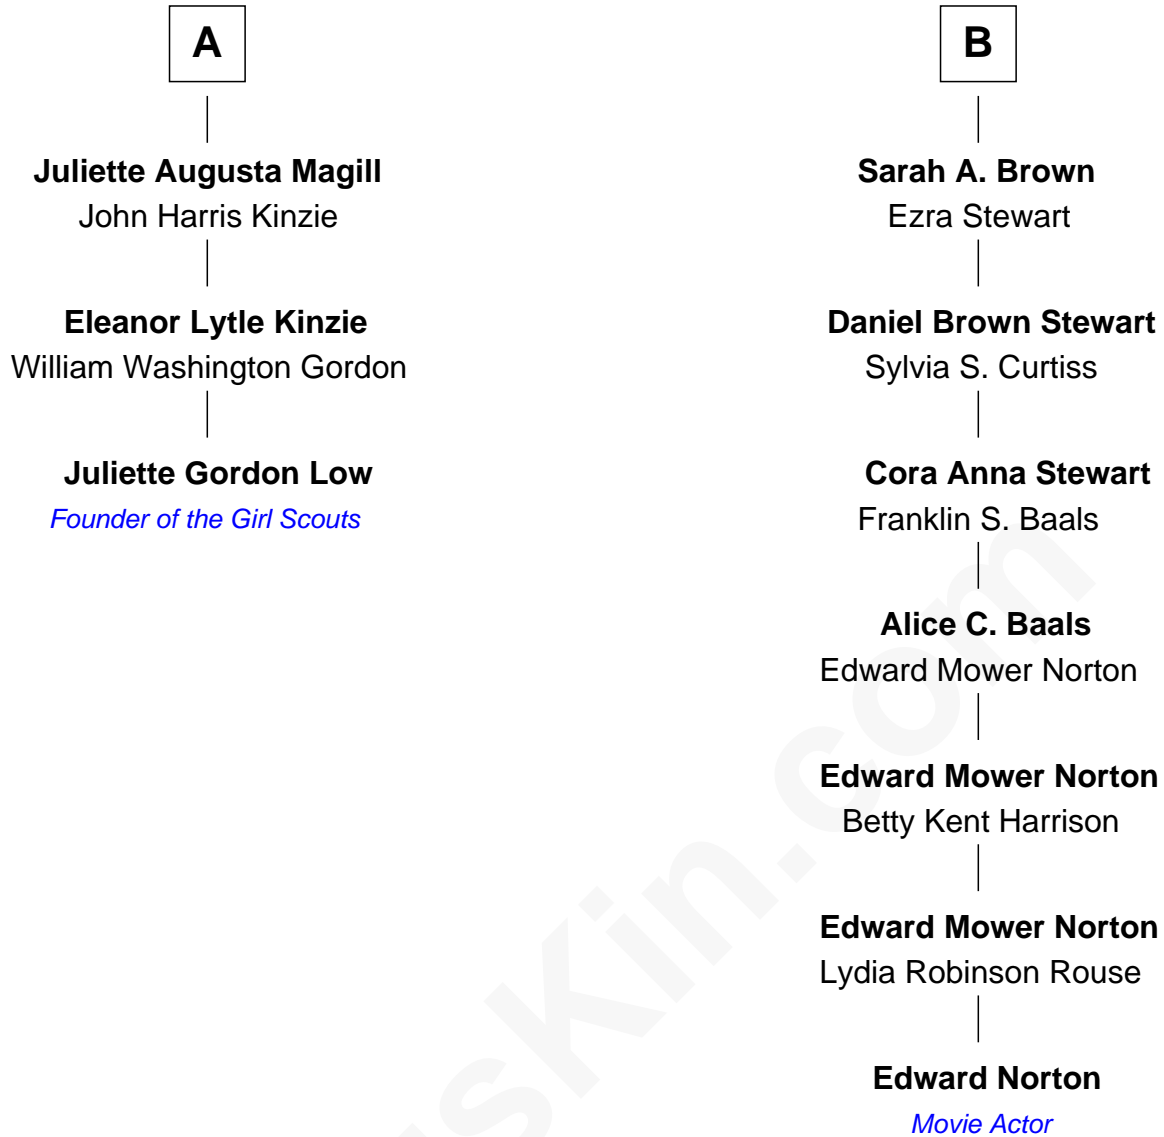 A
Juliette Augusta Magill
John Harris Kinzie
Eleanor Lytle Kinzie
William Washington Gordon
Juliette Gordon Low
Founder of the Girl Scouts
B
Sarah A. Brown
Ezra Stewart
Daniel Brown Stewart
Sylvia S. Curtiss
Cora Anna Stewart
Franklin S. Baals
Alice C. Baals
Edward Mower Norton
Edward Mower Norton
Betty Kent Harrison
Edward Mower Norton
Lydia Robinson Rouse
Edward Norton
Movie Actor
usKin.com